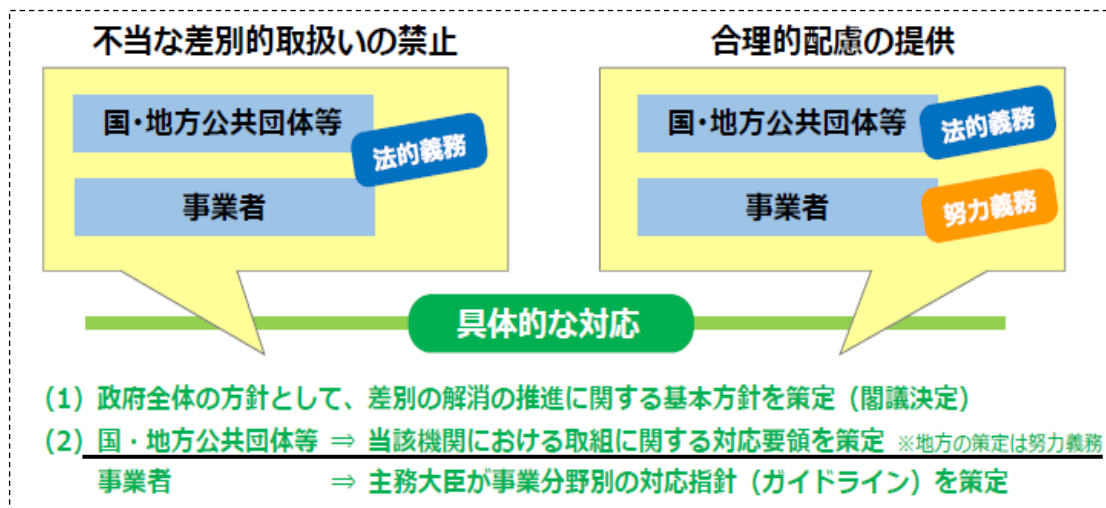 不当な差別的取扱いの禁止
国・地方公共団体等
法的義務
事業者
合理的配慮の提供
国・地方公共団体等
法的義務
事業者
努力義務
具体的な対応
(1) 政府全体の方針として、差別の解消の推進に関する基本方針を策定（閣議決定）
(2) 国・地方公共団体等 ⇒ 当該機関における取組に関する対応要領を策定 ※地方の策定は努力義務
事業者 ⇒ 主務大臣が事業分野別の対応指針（ガイドライン）を策定